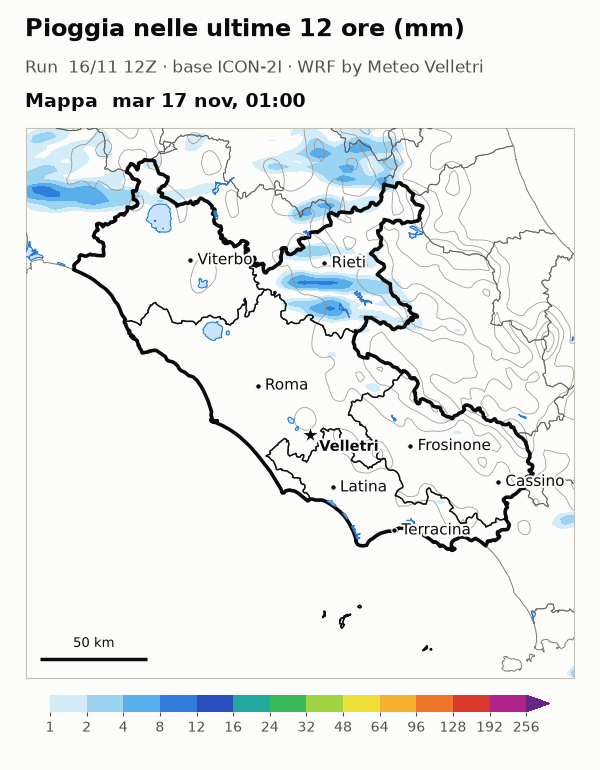 Pioggia nelle ultime 12 ore (mm)
Run  16/11 12Z · base ICON-2I · WRF by Meteo Velletri
Mappa  mar 17 nov, 01:00
Viterbo
Rieti
Roma
Velletri
Frosinone
Latina
Cassino
Terracina
50 km
1 2 4 8 12 16 24 32 48 64 96 128 192 256